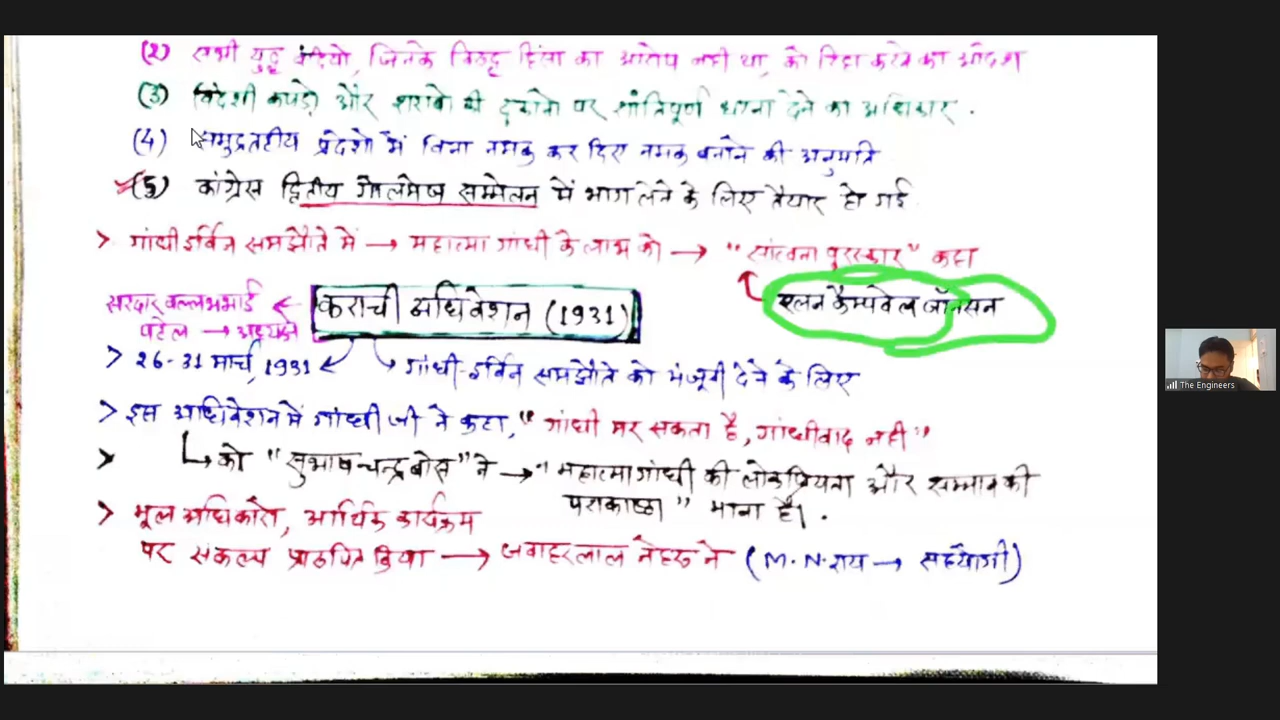 (2) सभी युद्ध बंदियो, जिनके विरुद्ध हिंसा का आरोप नही था, को रिहा करने का आदेश
(3) विदेशी कपड़ो और शराबो की दुकानो पर शांतिपूर्ण धरना देने का अधिकार.
(4) समुद्रतटीय प्रदेशो में बिना नमक कर दिए नमक बनाने की अनुमति
(5) कांग्रेस द्वितीय गोलमेज सम्मेलन में भाग लेने के लिए तैयार हो गई.
> गांधी इर्विन समझौते में → महात्मा गांधी के लाभ को → "सांत्वना पुरस्कार" कहा
एलन कैम्पवेल जॉनसन
सरदार वल्लभभाई पटेल → अध्यक्ष
कराची अधिवेशन (1931)
> 26-31 मार्च, 1931
गांधी-इर्विन समझौते को मंजूरी देने के लिए
> इस अधिवेशन में गांधी जी ने कहा, "गांधी मर सकता है, गांधीवाद नही"
> को "सुभाष चन्द्र बोस" ने → "महात्मा गांधी की लोकप्रियता और सम्मान की
पराकाष्ठा" माना है।.
> मूल अधिकारो, आर्थिक कार्यक्रम
पर संकल्प प्रारूपित किया → जवाहरलाल नेहरू ने (M.N.राय → सहयोगी)
The Engineers